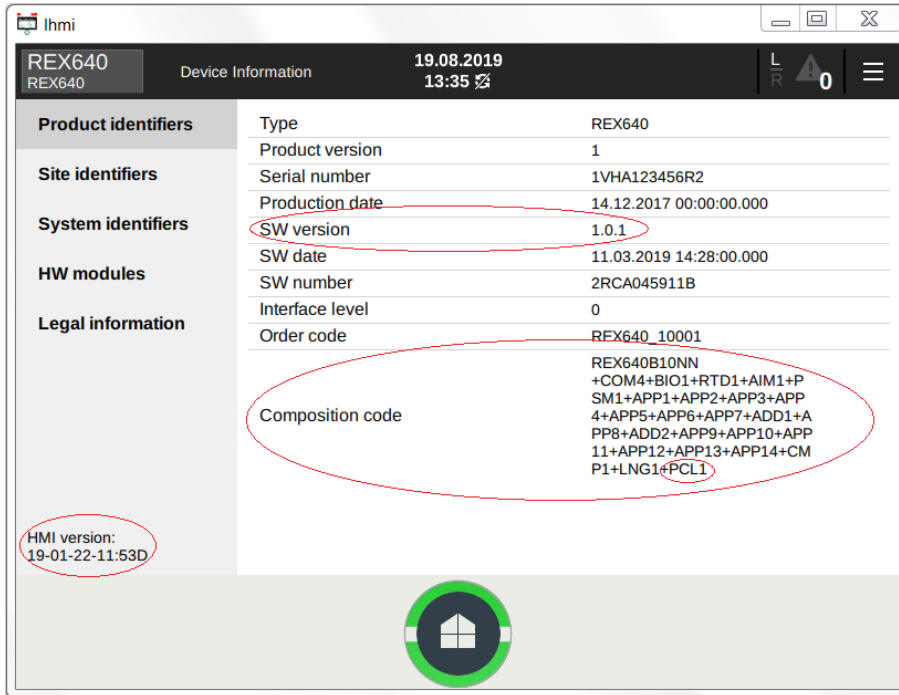 lhmi
REX640
REX640
Device Information
19.08.2019
13:35
L
R
0
Product identifiers
Site identifiers
System identifiers
HW modules
Legal information
HMI version:
19-01-22-11:53D
Type REX640
Product version 1
Serial number 1VHA123456R2
Production date 14.12.2017 00:00:00.000
SW version 1.0.1
SW date 11.03.2019 14:28:00.000
SW number 2RCA045911B
Interface level 0
Order code REX640_10001
Composition code
REX640B10NN
+COM4+BIO1+RTD1+AIM1+P
SM1+APP1+APP2+APP3+APP
4+APP5+APP6+APP7+ADD1+A
PP8+ADD2+APP9+APP10+APP
11+APP12+APP13+APP14+CM
P1+LNG1+PCL1